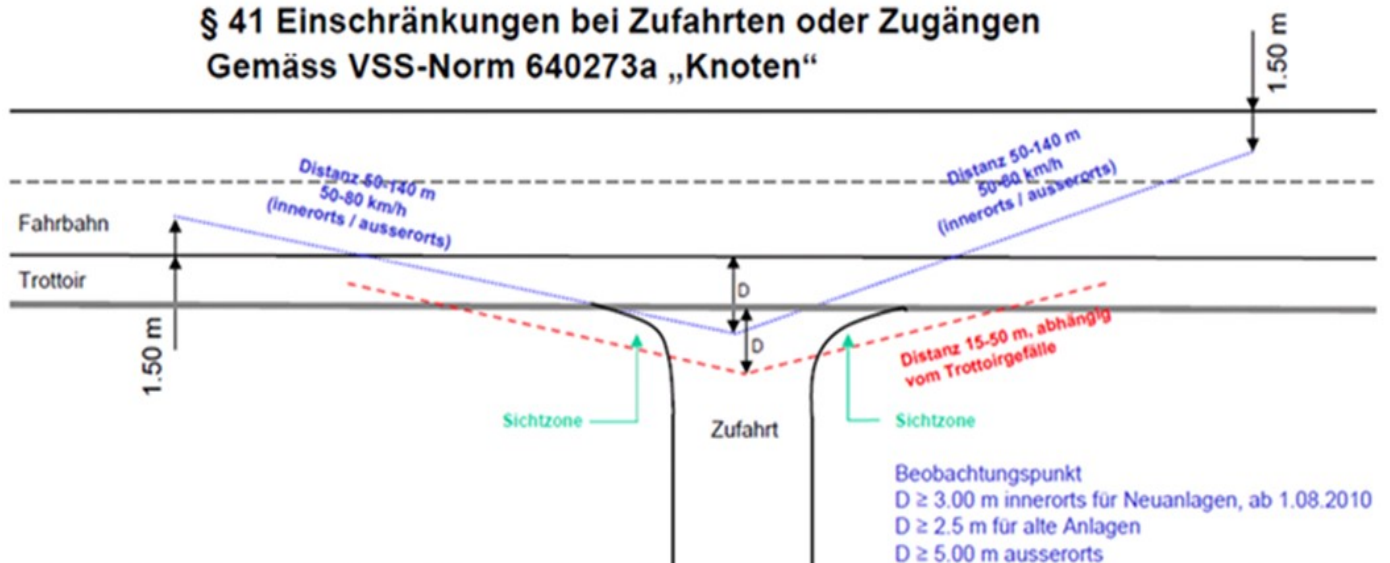 § 41 Einschränkungen bei Zufahrten oder Zugängen
Gemäss VSS-Norm 640273a „Knoten“
1.50 m
Distanz 50-140 m
50-80 km/h
(innerorts / ausserorts)
Distanz 50-140 m
50-80 km/h
(innerorts / ausserorts)
Fahrbahn
Trottoir
D
D
1.50 m
Distanz 15-50 m, abhängig
vom Trottoirgefälle
Sichtzone
Zufahrt
Sichtzone
Beobachtungspunkt
D ≥ 3.00 m innerorts für Neuanlagen, ab 1.08.2010
D ≥ 2.5 m für alte Anlagen
D ≥ 5.00 m ausserorts